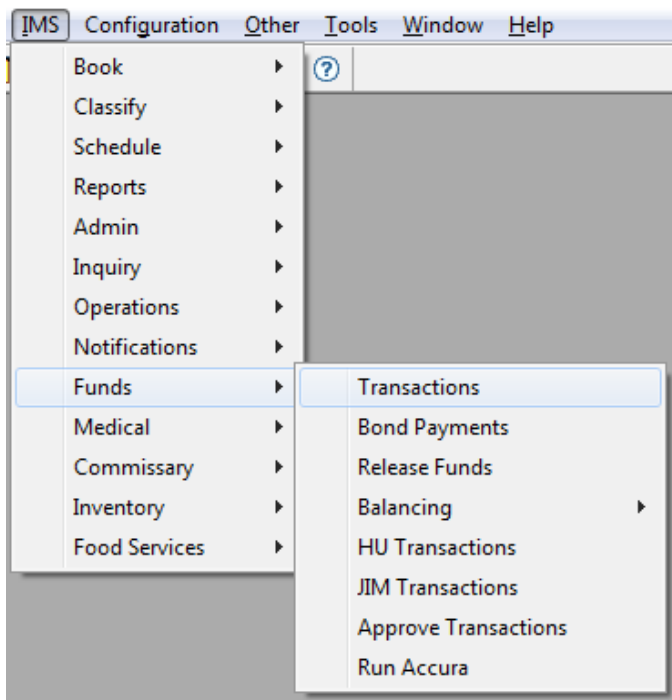 IMS Configuration Other Tools Window Help
Book
Classify
Schedule
Reports
Admin
Inquiry
Operations
Notifications
Funds
Medical
Commissary
Inventory
Food Services
Transactions
Bond Payments
Release Funds
Balancing
HU Transactions
JIM Transactions
Approve Transactions
Run Accura